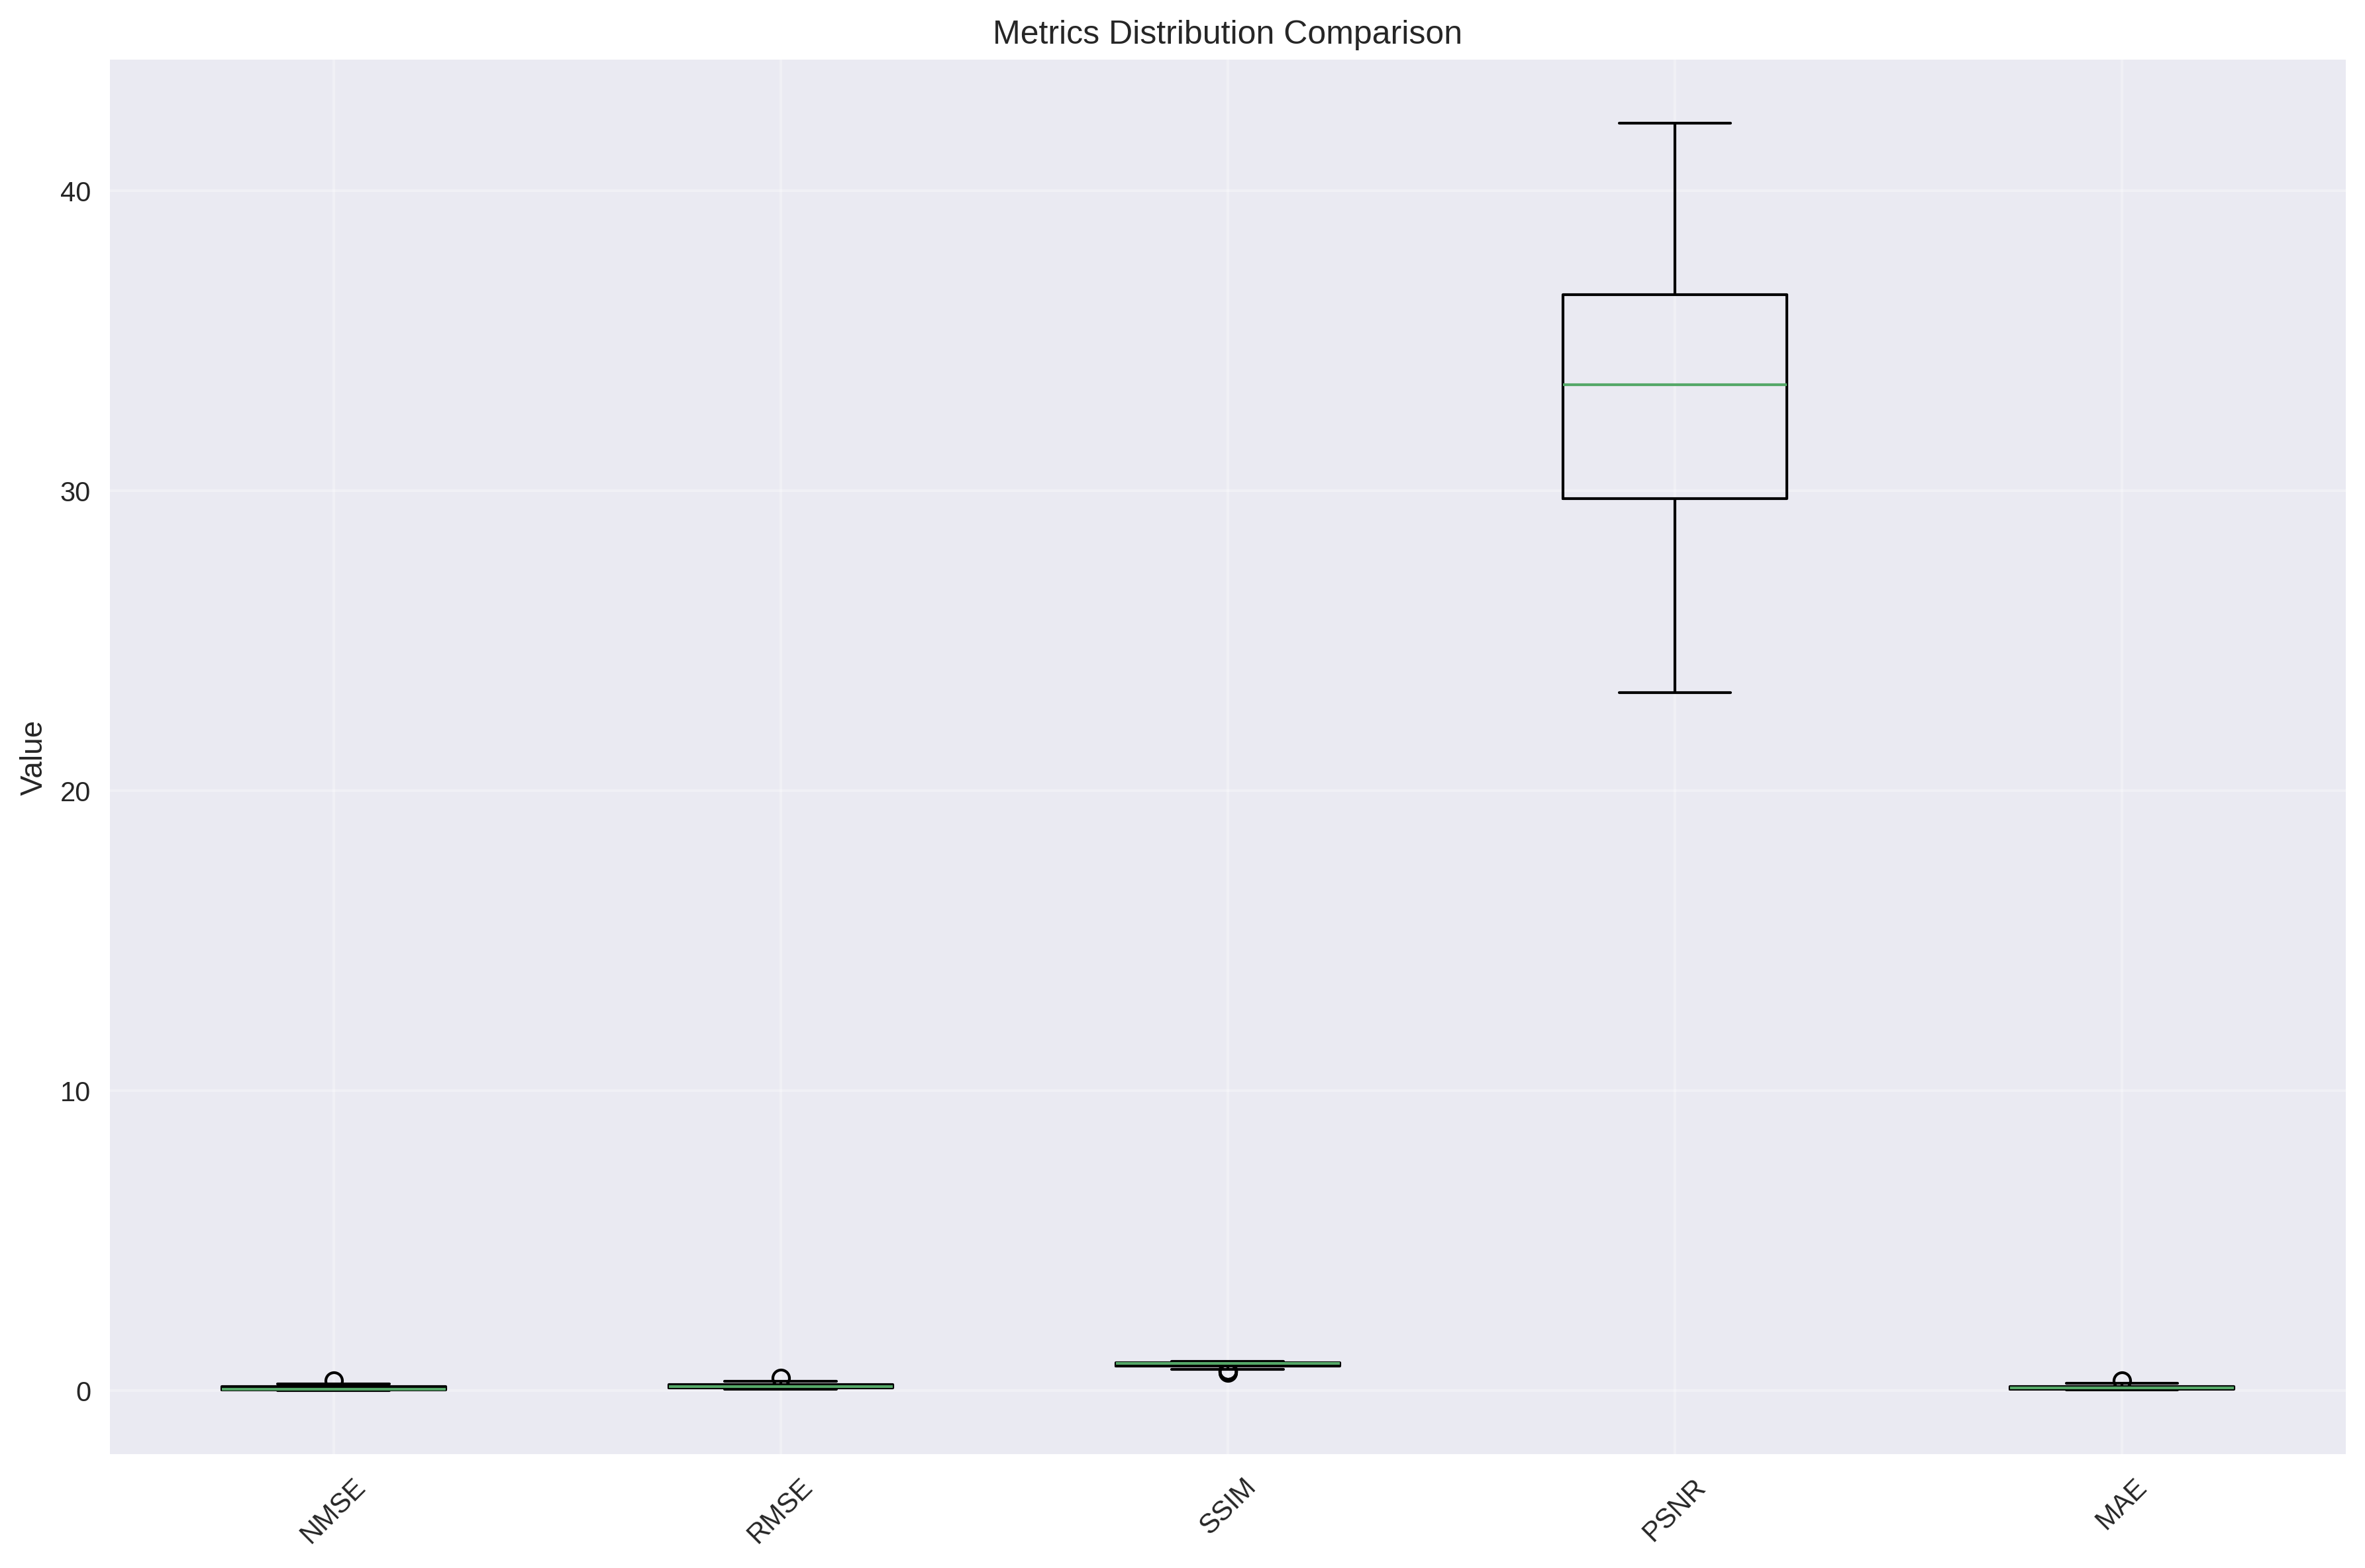 Metrics Distribution Comparison
Value
40
30
20
10
0
NMSE
RMSE
SSIM
PSNR
MAE